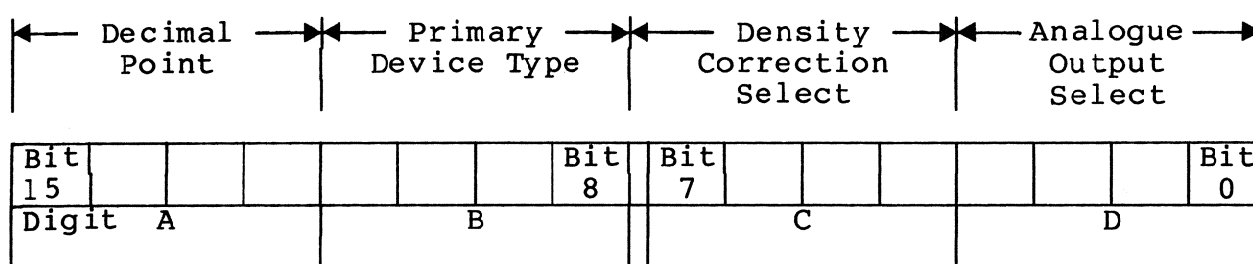 Decimal Primary Density Analogue
Point Device Type Correction Output
Select Select
Bit Bit Bit Bit
15 8 7 0
Digit A B C D